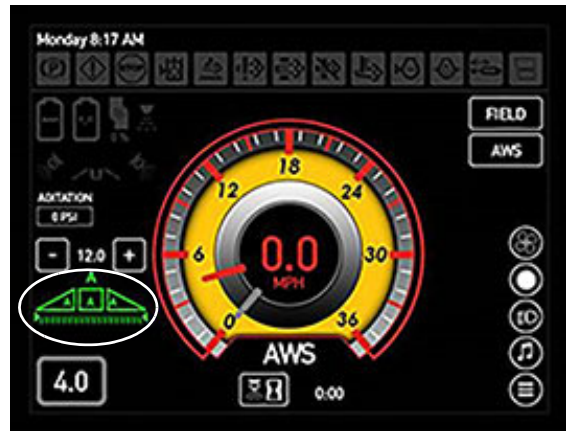 Monday 8:17 AM
FIELD
AWS
AGITATION
0 PSI
- 12.0 +
A
A A A
4.0
0
6
12
18
24
30
36
0.0
MPH
AWS
0:00